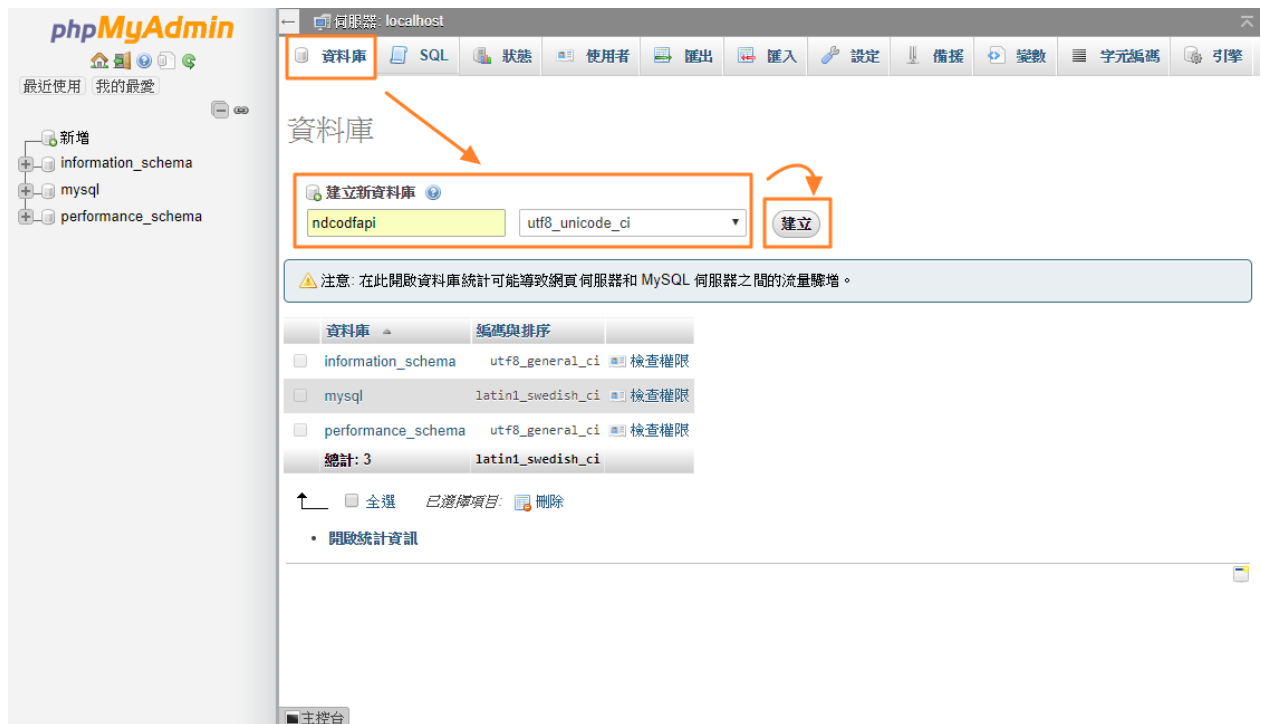 phpMyAdmin
最近使用 我的最愛
新增
information_schema
mysql
performance_schema
伺服器: localhost
資料庫 SQL 狀態 使用者 匯出 匯入 設定 備援 變數 字元編碼 引擎
資料庫
建立新資料庫
ndcodfapi utf8_unicode_ci 建立
注意: 在此開啟資料庫統計可能導致網頁伺服器和 MySQL 伺服器之間的流量驟增。
資料庫 編碼與排序
information_schema utf8_general_ci 檢查權限
mysql latin1_swedish_ci 檢查權限
performance_schema utf8_general_ci 檢查權限
總計: 3 latin1_swedish_ci
全選 已選擇項目: 刪除
• 開啟統計資訊
主控台